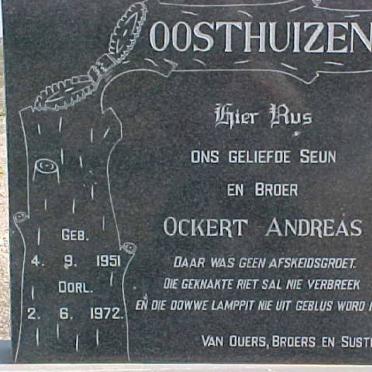 OOSTHUIZEN
Hier Rus
ONS GELIEFDE SEUN
EN BROER
OCKERT ANDREAS
GEB.
4. 9. 1951
OORL.
2. 6. 1972.
DAAR WAS GEEN AFSKEIDSGROET.
DIE GEKNAKTE RIET SAL NIE VERBREEK
EN DIE DOWWE LAMPPIT NIE UIT GEBLUS WORD
VAN OUERS, BROERS EN